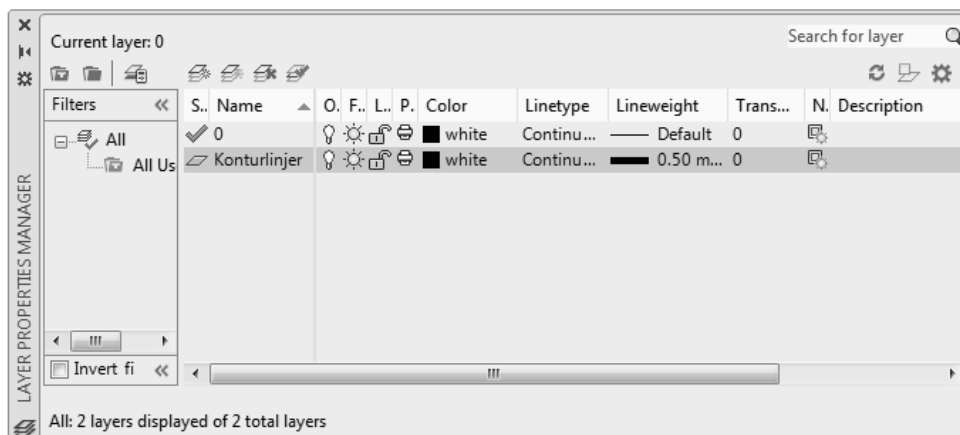 Current layer: 0
Search for layer
Filters
S.. Name O. F.. L.. P. Color Linetype Lineweight Trans... N. Description
All
0 white Continu... Default 0
All Us
Konturlinjer white Continu... 0.50 m... 0
LAYER PROPERTIES MANAGER
Invert fi
All: 2 layers displayed of 2 total layers